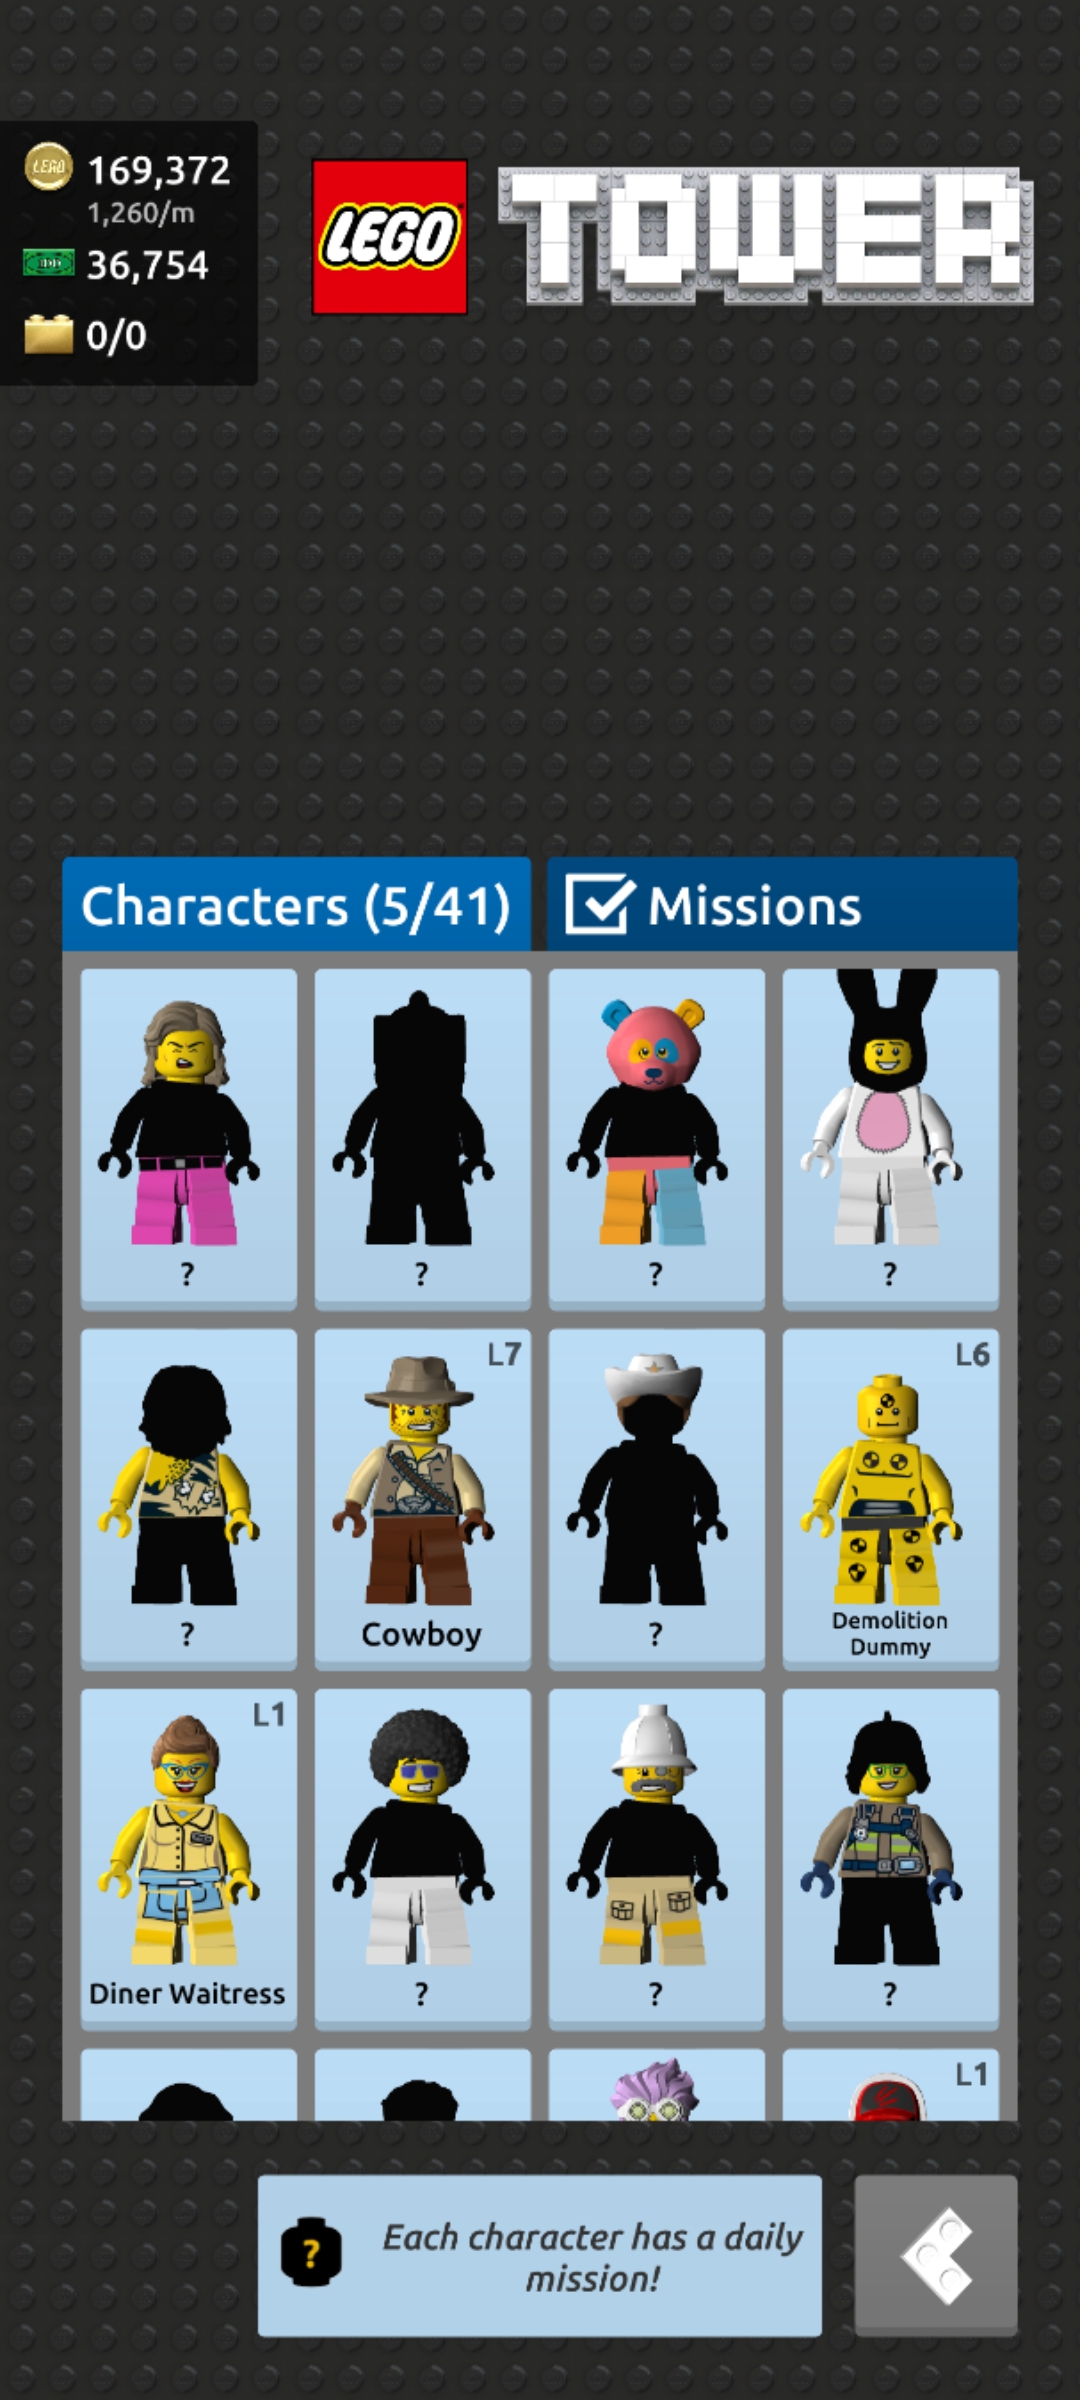 169,372
1,260/m
36,754
0/0
LEGO
TOWER
Characters (5/41)
Missions
?
?
?
?
?
L7
Cowboy
?
L6
Demolition
Dummy
L1
Diner Waitress
?
?
?
L1
?
Each character has a daily
mission!